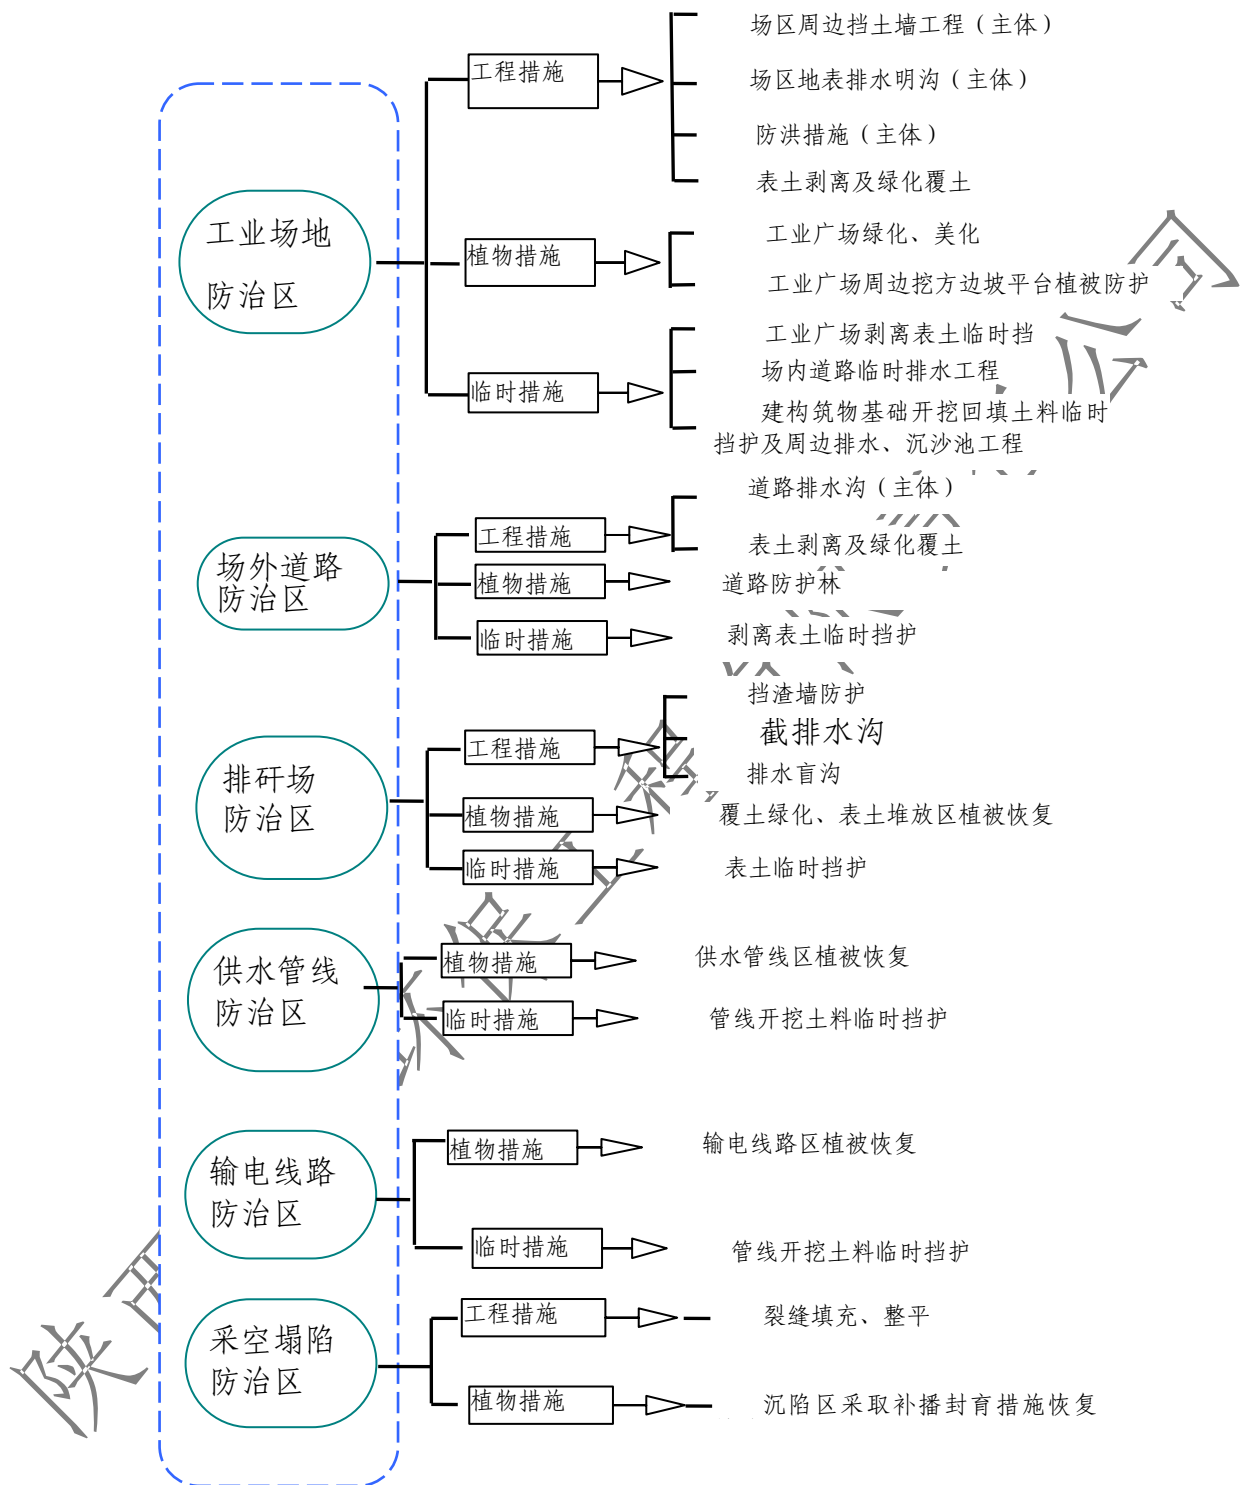 工业场地
防治区
工程措施
场区周边挡土墙工程（主体）
场区地表排水明沟（主体）
防洪措施（主体）
表土剥离及绿化覆土
植物措施
工业广场绿化、美化
工业广场周边挖方边坡平台植被防护
临时措施
工业广场剥离表土临时挡
场内道路临时排水工程
建构筑物基础开挖回填土料临时
挡护及周边排水、沉沙池工程
场外道路
防治区
工程措施
道路排水沟（主体）
表土剥离及绿化覆土
植物措施
道路防护林
临时措施
剥离表土临时挡护
排矸场
防治区
工程措施
挡渣墙防护
截排水沟
排水盲沟
植物措施
覆土绿化、表土堆放区植被恢复
临时措施
表土临时挡护
供水管线
防治区
植物措施
供水管线区植被恢复
临时措施
管线开挖土料临时挡护
输电线路
防治区
植物措施
输电线路区植被恢复
临时措施
管线开挖土料临时挡护
采空塌陷
防治区
工程措施
裂缝填充、整平
植物措施
沉陷区采取补播封育措施恢复